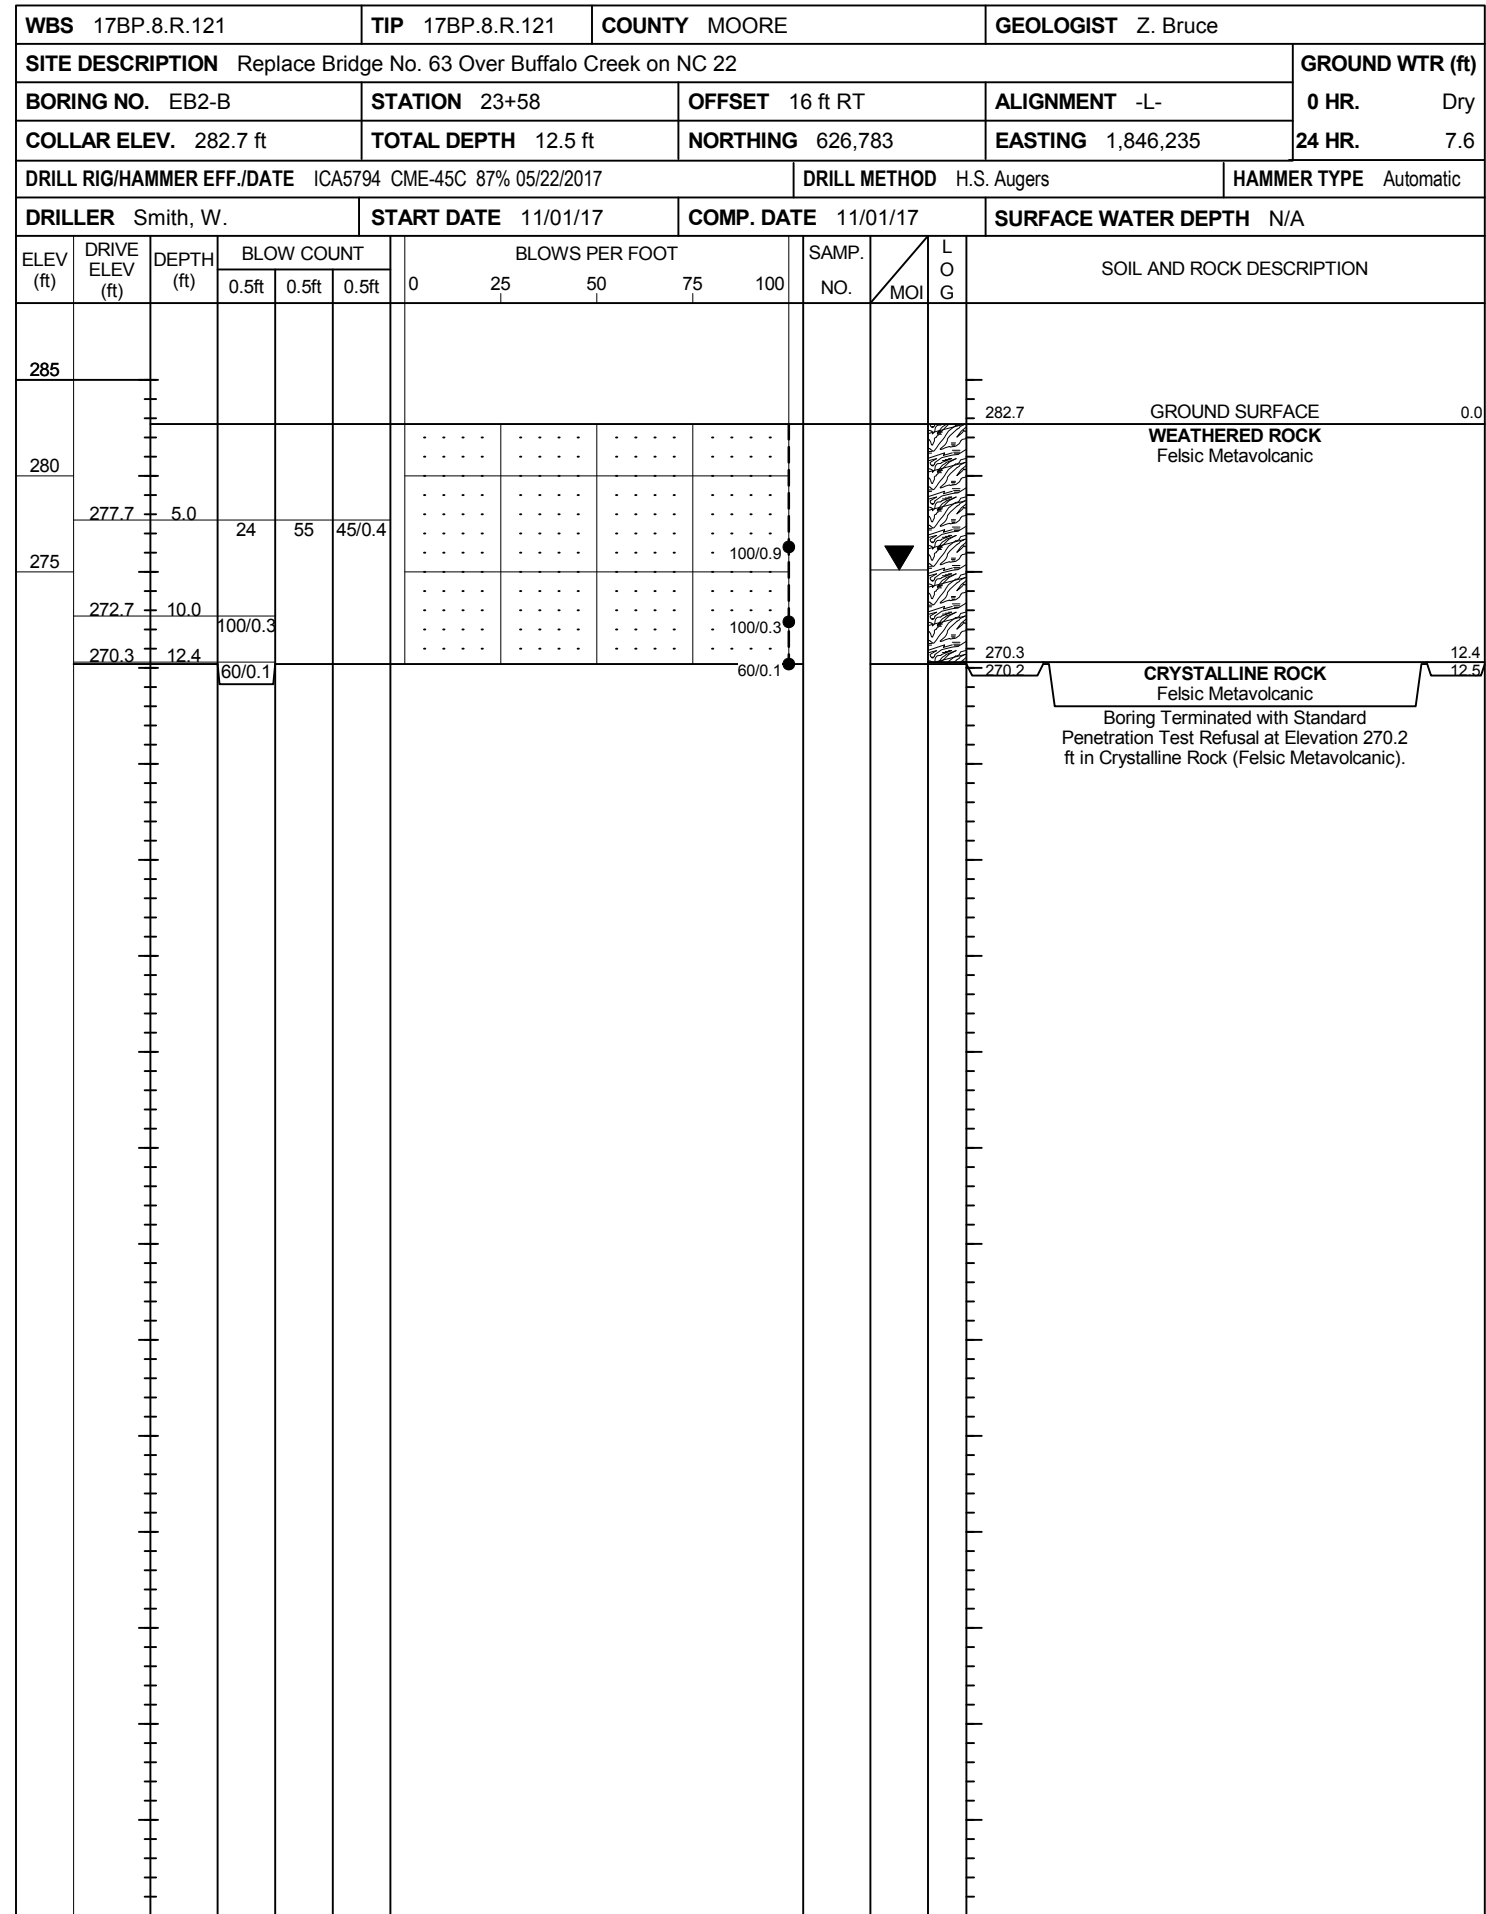 WBS 17BP.8.R.121 TIP 17BP.8.R.121 COUNTY MOORE GEOLOGIST Z. Bruce
SITE DESCRIPTION Replace Bridge No. 63 Over Buffalo Creek on NC 22 GROUND WTR (ft)
BORING NO. EB2-B STATION 23+58 OFFSET 16 ft RT ALIGNMENT -L- 0 HR. Dry
COLLAR ELEV. 282.7 ft TOTAL DEPTH 12.5 ft NORTHING 626,783 EASTING 1,846,235 24 HR. 7.6
DRILL RIG/HAMMER EFF./DATE ICA5794 CME-45C 87% 05/22/2017 DRILL METHOD H.S. Augers HAMMER TYPE Automatic
DRILLER Smith, W. START DATE 11/01/17 COMP. DATE 11/01/17 SURFACE WATER DEPTH N/A
ELEV (ft)
DRIVE ELEV (ft)
DEPTH (ft)
BLOW COUNT
0.5ft 0.5ft 0.5ft
BLOWS PER FOOT
0 25 50 75 100
SAMP. NO.
MOI
L O G
SOIL AND ROCK DESCRIPTION
285
282.7 GROUND SURFACE 0.0
WEATHERED ROCK
Felsic Metavolcanic
280
277.7 5.0
24 55 45/0.4
100/0.9
275
272.7 10.0
100/0.3
100/0.3
270.3 12.4
270.3 12.4
60/0.1
60/0.1
270.2 CRYSTALLINE ROCK 12.5
Felsic Metavolcanic
Boring Terminated with Standard
Penetration Test Refusal at Elevation 270.2
ft in Crystalline Rock (Felsic Metavolcanic).